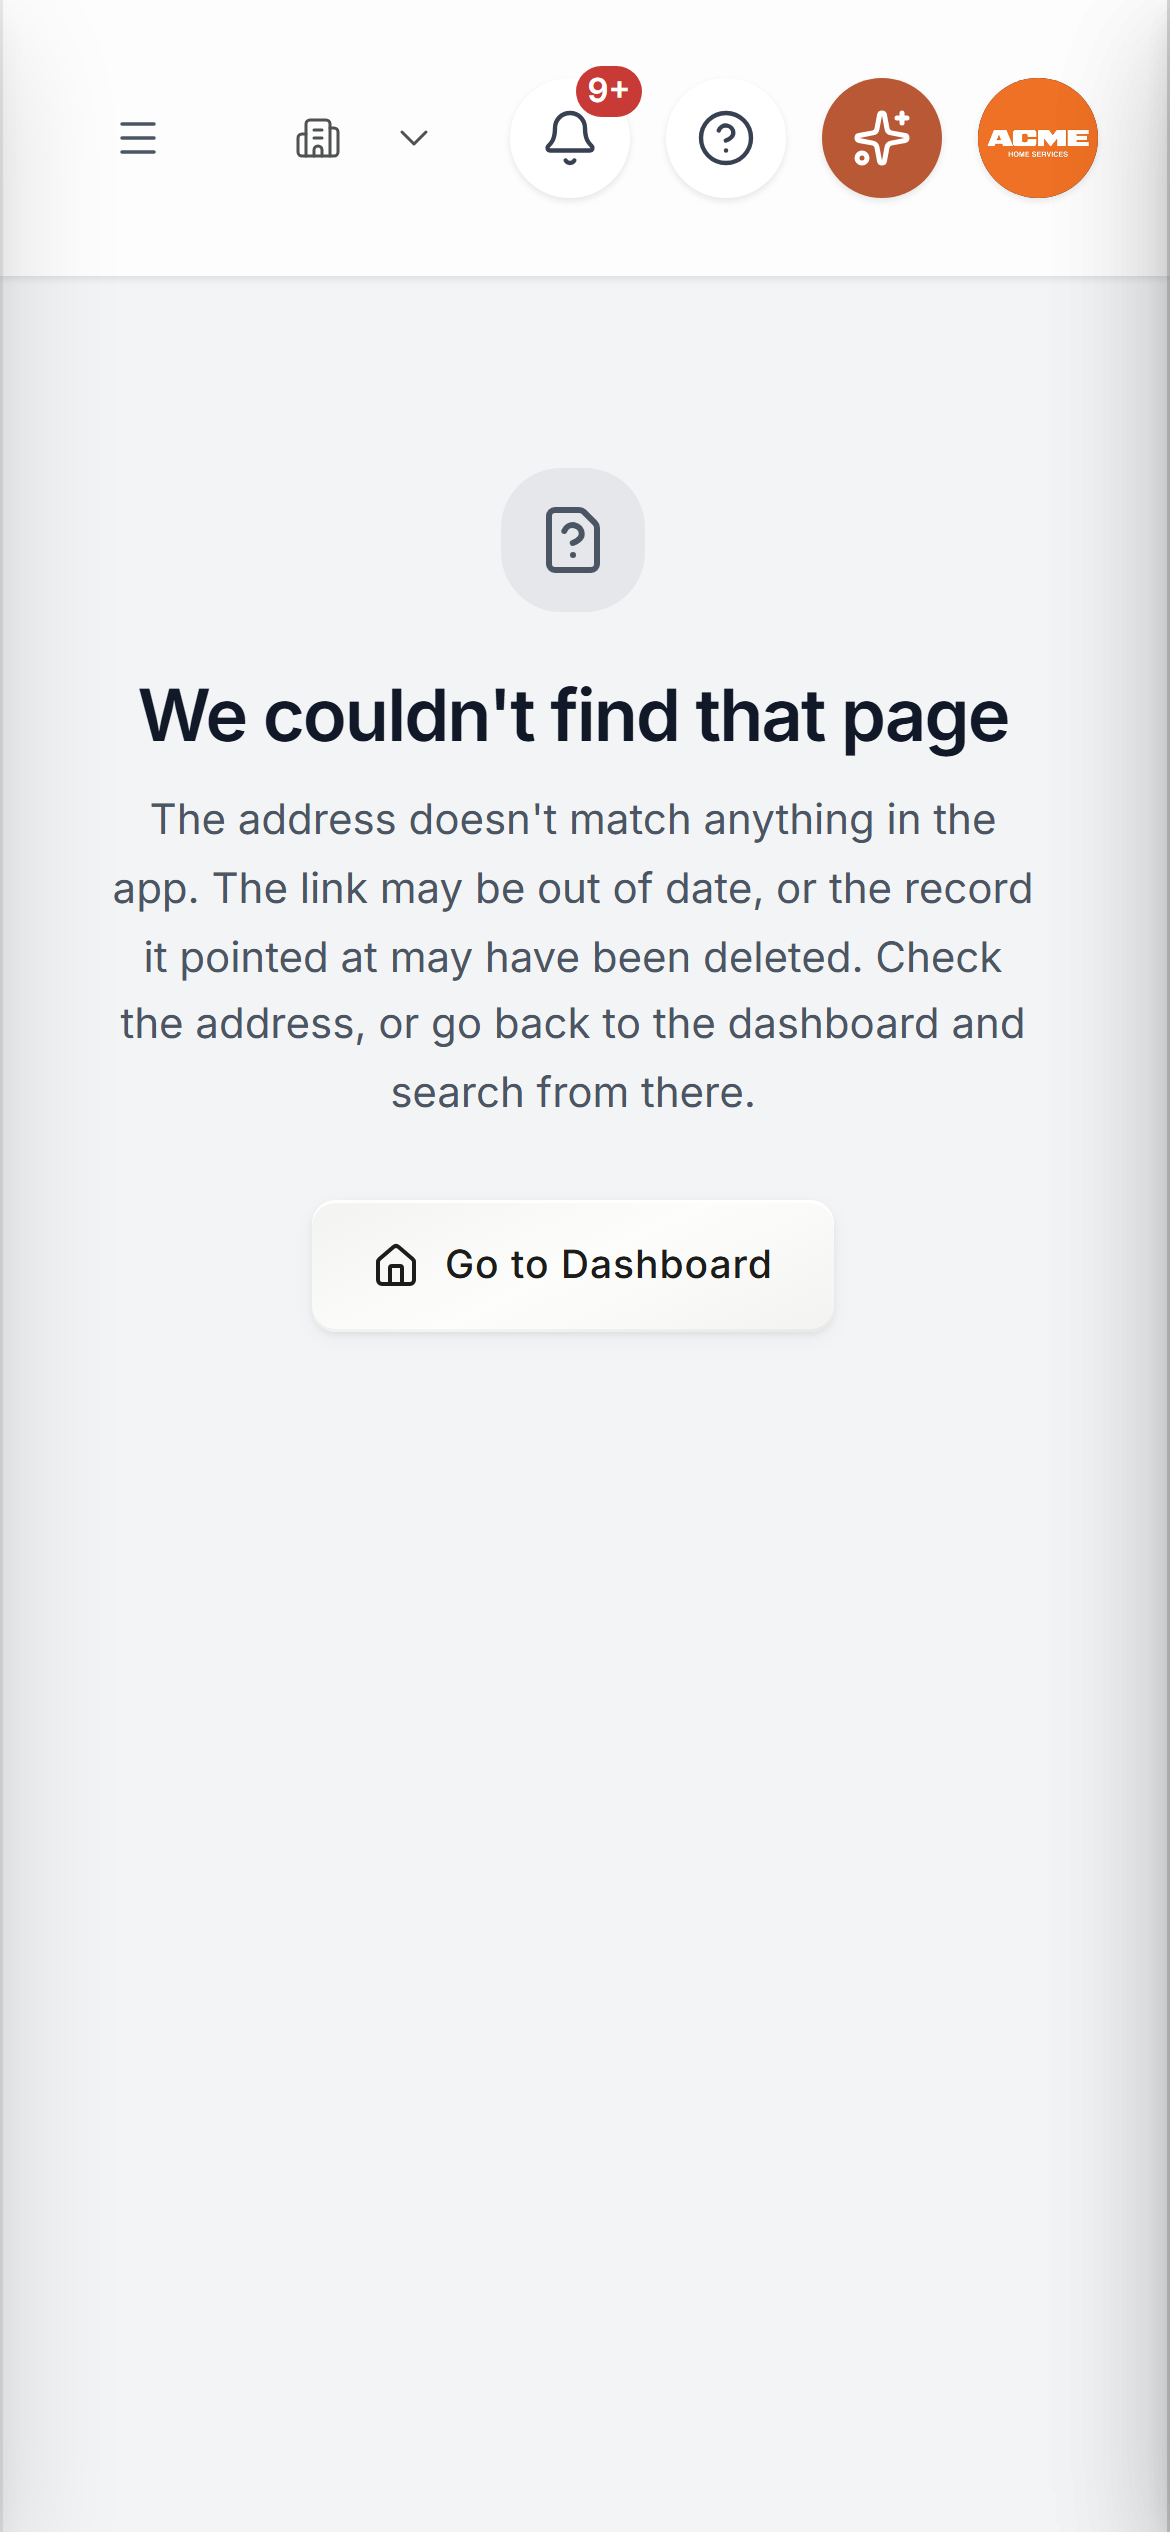 9+
ACME
HOME SERVICES
We couldn't find that page
The address doesn't match anything in the
app. The link may be out of date, or the record
it pointed at may have been deleted. Check
the address, or go back to the dashboard and
search from there.
Go to Dashboard